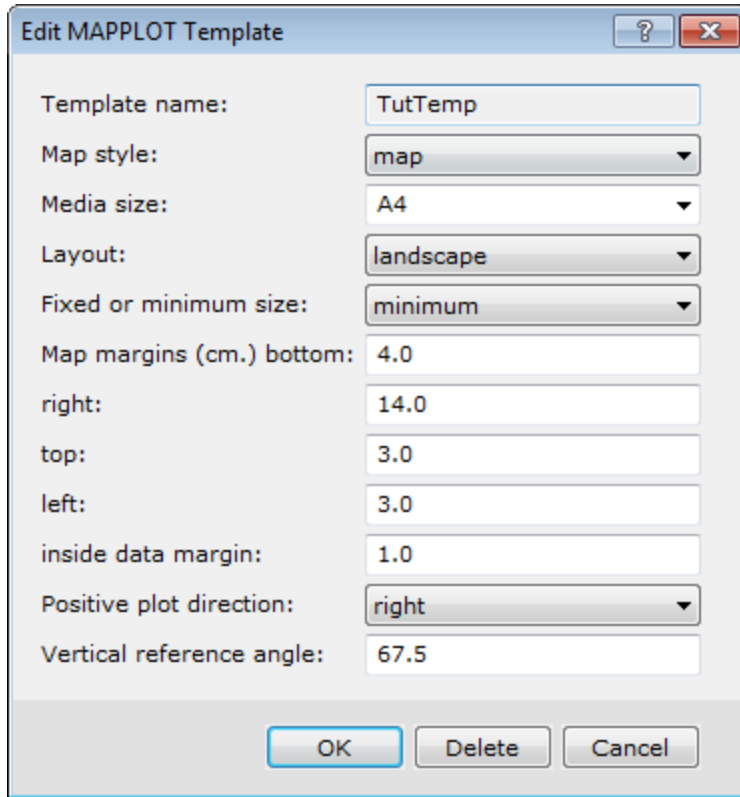 Edit MAPPLOT Template ?
Template name: TutTemp
Map style: map
Media size: A4
Layout: landscape
Fixed or minimum size: minimum
Map margins (cm.) bottom: 4.0
right: 14.0
top: 3.0
left: 3.0
inside data margin: 1.0
Positive plot direction: right
Vertical reference angle: 67.5
OK Delete Cancel